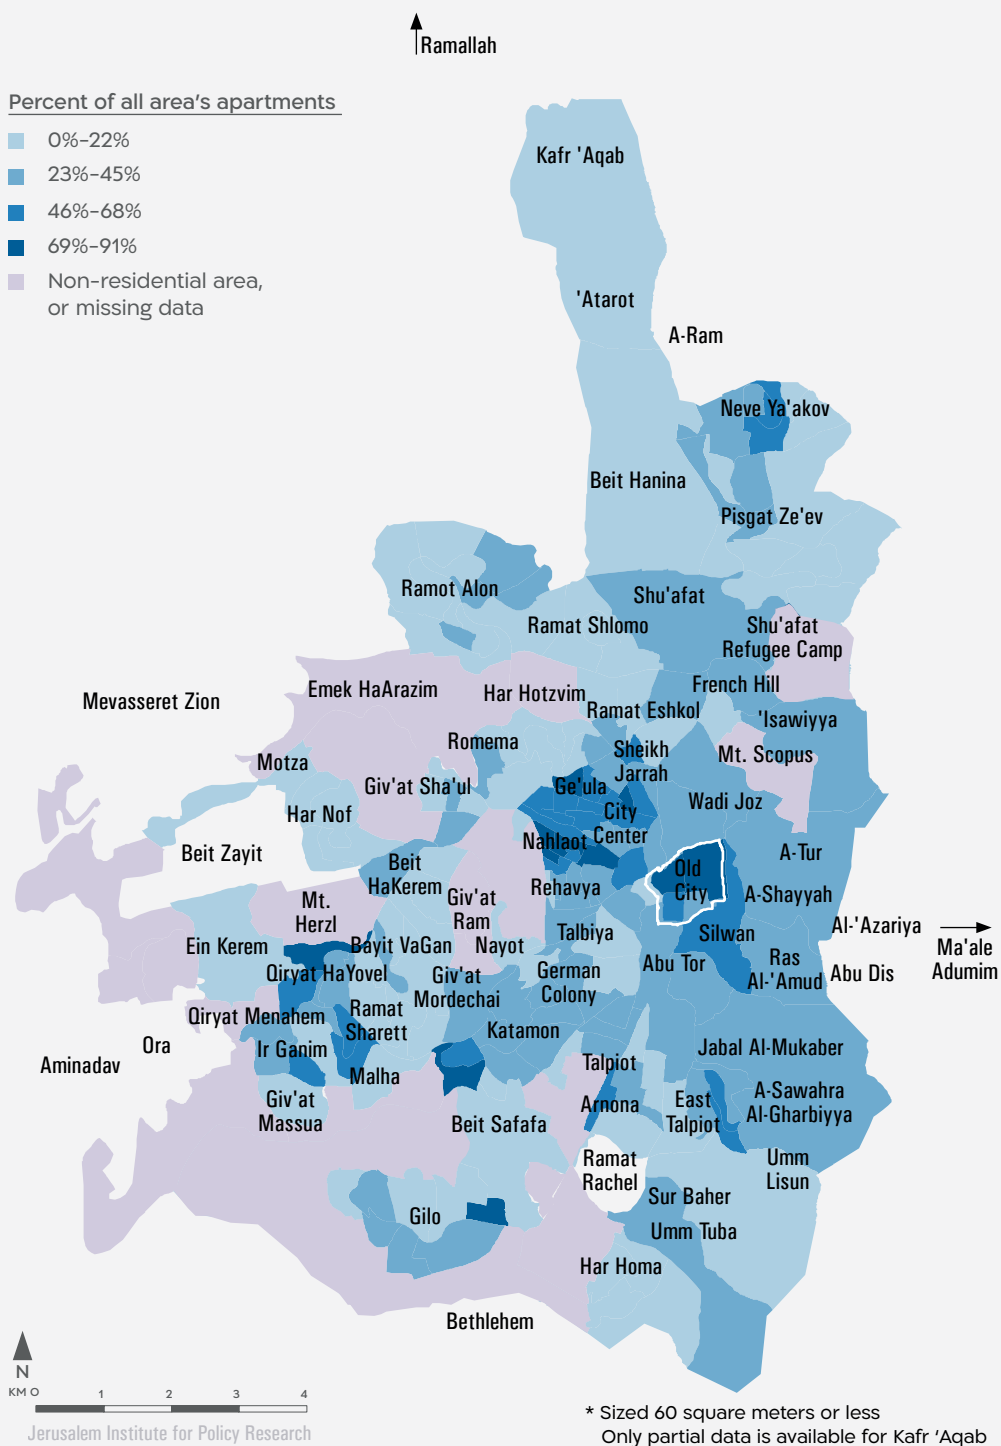 Ramallah
Percent of all area's apartments
0%–22%
23%–45%
46%–68%
69%–91%
Non-residential area,
or missing data
Kafr 'Aqab
'Atarot
A-Ram
Neve Ya'akov
Beit Hanina
Pisgat Ze'ev
Ramot Alon
Shu'afat
Ramat Shlomo
Shu'afat
Refugee Camp
Emek HaArazim
Har Hotzvim
French Hill
Mevasseret Zion
Ramat Eshkol
'Isawiyya
Romema
Sheikh
Jarrah
Mt. Scopus
Motza
Giv'at Sha'ul
Ge'ula
Wadi Joz
Har Nof
City
Center
Nahlaot
Beit Zayit
Beit
HaKerem
A-Tur
Old
City
Rehavya
A-Shayyah
Mt.
Herzl
Giv'at
Ram
Al-'Azariya
Ma'ale
Adumim
Ein Kerem
Bayit VaGan
Nayot
Talbiya
Silwan
Qiryat HaYovel
Giv'at
Mordechai
German
Colony
Abu Tor
Ras
Al-'Amud
Abu Dis
Qiryat Menahem
Ramat
Sharett
Katamon
Ora
Ir Ganim
Jabal Al-Mukaber
Aminadav
Malha
Talpiot
Giv'at
Massua
Arnona
East
Talpiot
A-Sawahra
Al-Gharbiyya
Beit Safafa
Ramat
Rachel
Umm
Lisun
Sur Baher
Gilo
Umm Tuba
Har Homa
Bethlehem
N
KM 0 1 2 3 4
Jerusalem Institute for Policy Research
* Sized 60 square meters or less
Only partial data is available for Kafr 'Aqab